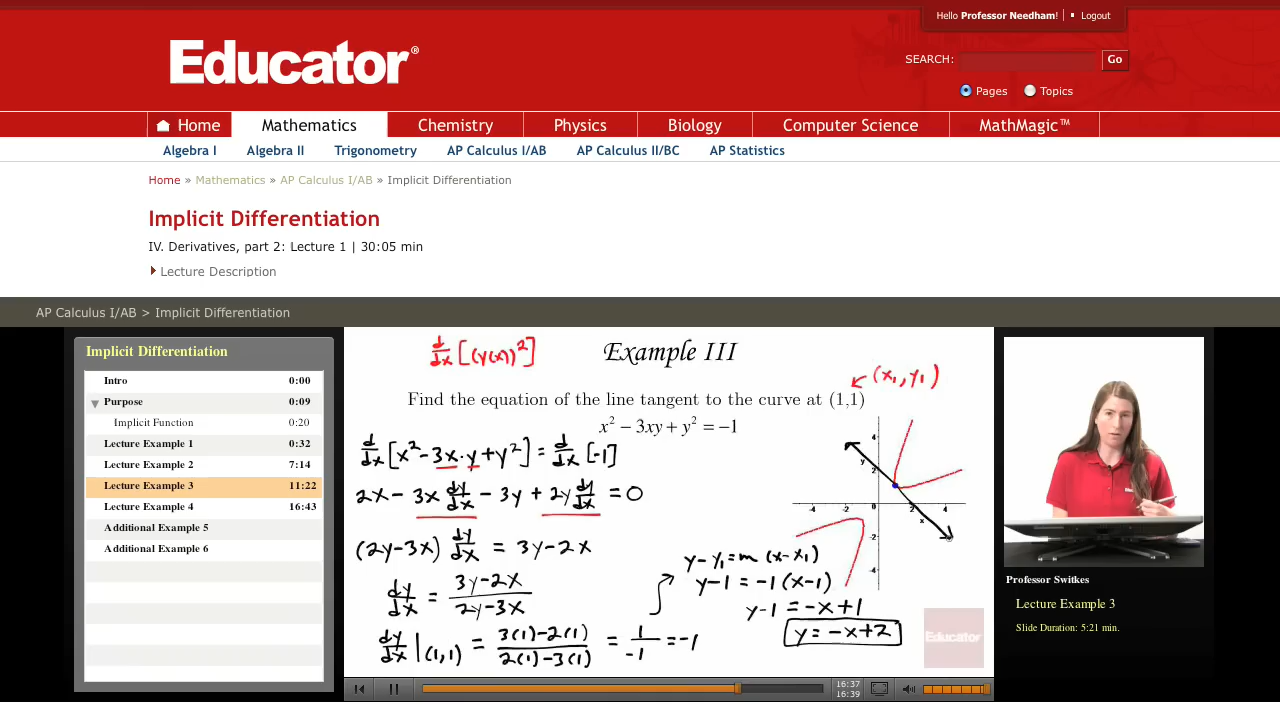 Hello Professor Needham! | ▪ Logout
Educator®
SEARCH: Go
Pages Topics
Home Mathematics Chemistry Physics Biology Computer Science MathMagic™
Algebra I Algebra II Trigonometry AP Calculus I/AB AP Calculus II/BC AP Statistics
Home » Mathematics » AP Calculus I/AB » Implicit Differentiation
Implicit Differentiation
IV. Derivatives, part 2: Lecture 1 | 30:05 min
Lecture Description
AP Calculus I/AB > Implicit Differentiation
Implicit Differentiation
Intro 0:00
Purpose 0:09
Implicit Function 0:20
Lecture Example 1 0:32
Lecture Example 2 7:14
Lecture Example 3 11:22
Lecture Example 4 16:43
Additional Example 5
Additional Example 6
d/dx [(y(x))²]
Example III
(x₁, y₁)
Find the equation of the line tangent to the curve at (1,1)
x² − 3xy + y² = −1
d/dx [x² − 3x·y + y²] = d/dx [−1]
2x − 3x dy/dx − 3y + 2y dy/dx = 0
(2y−3x) dy/dx = 3y−2x
dy/dx = (3y−2x)/(2y−3x)
dy/dx |(1,1) = (3(1)−2(1))/(2(1)−3(1)) = 1/−1 = −1
y−y₁ = m(x−x₁)
y−1 = −1(x−1)
y−1 = −x+1
y = −x+2
4
y
2
-4 -2 0 2 4
x
-2
-4
Educator
16:37
16:39
Professor Switkes
Lecture Example 3
Slide Duration: 5:21 min.